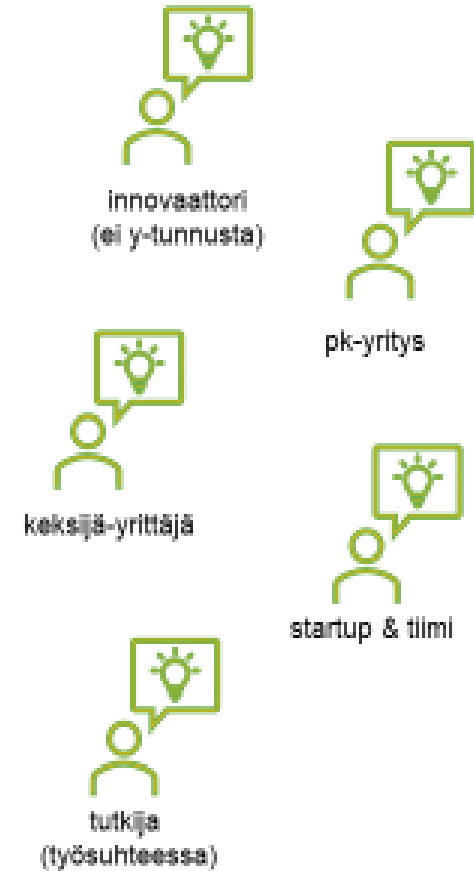 innovaattori
(ei y-tunnusta)
pk-yritys
keksijä-yrittäjä
startup & tiimi
tutkija
(työsuhteessa)